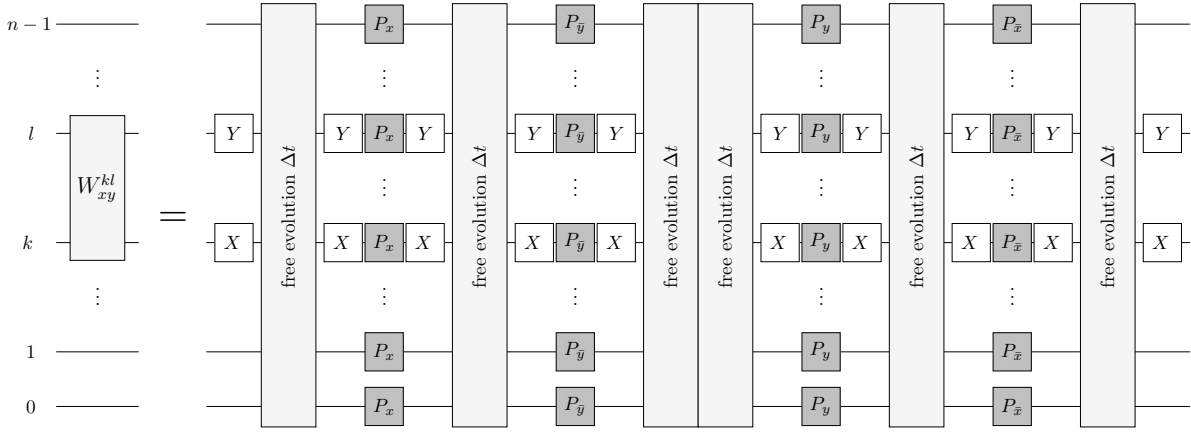 n − 1 P_x P_ȳ P_y P_x̄
⋮ ⋮ ⋮ ⋮ ⋮
l Y Y P_x Y Y P_ȳ Y Y P_y Y Y P_x̄ Y Y
W_{xy}^{kl} = free evolution Δt free evolution Δt free evolution Δt free evolution Δt free evolution Δt free evolution Δt
⋮ ⋮ ⋮ ⋮
k X X P_x X X P_ȳ X X P_y X X P_x̄ X X
⋮ ⋮ ⋮ ⋮ ⋮
1 P_x P_ȳ P_y P_x̄
0 P_x P_ȳ P_y P_x̄